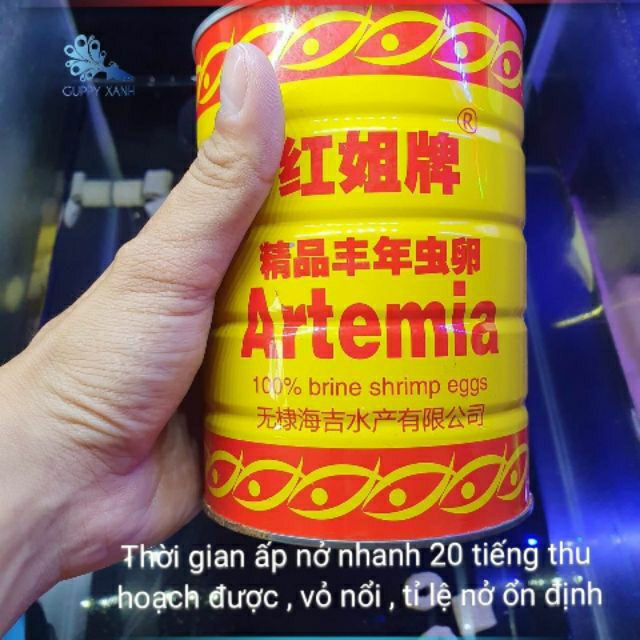 GUPPY XANH
红姐牌®
精品丰年虫卵
Artemia
100% brine shrimp eggs
无棣海吉水产有限公司
Thời gian ấp nở nhanh 20 tiếng thu
hoạch được , vỏ nổi , tỉ lệ nở ổn định